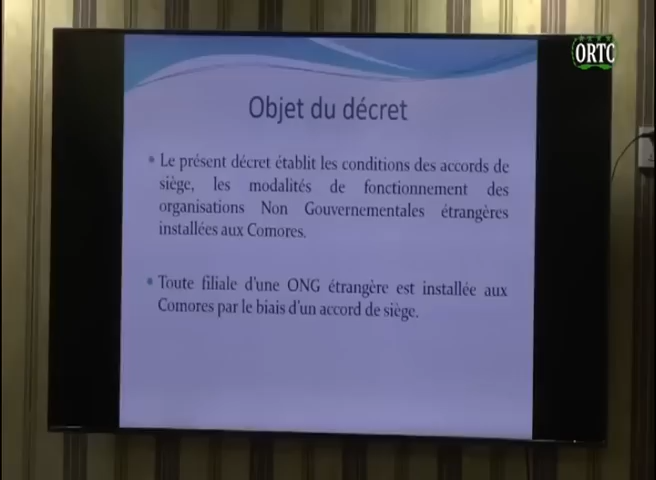 ORTC
Objet du décret
• Le présent décret établit les conditions des accords de
siège, les modalités de fonctionnement des
organisations Non Gouvernementales étrangères
installées aux Comores.
• Toute filiale d'une ONG étrangère est installée aux
Comores par le biais d'un accord de siège.